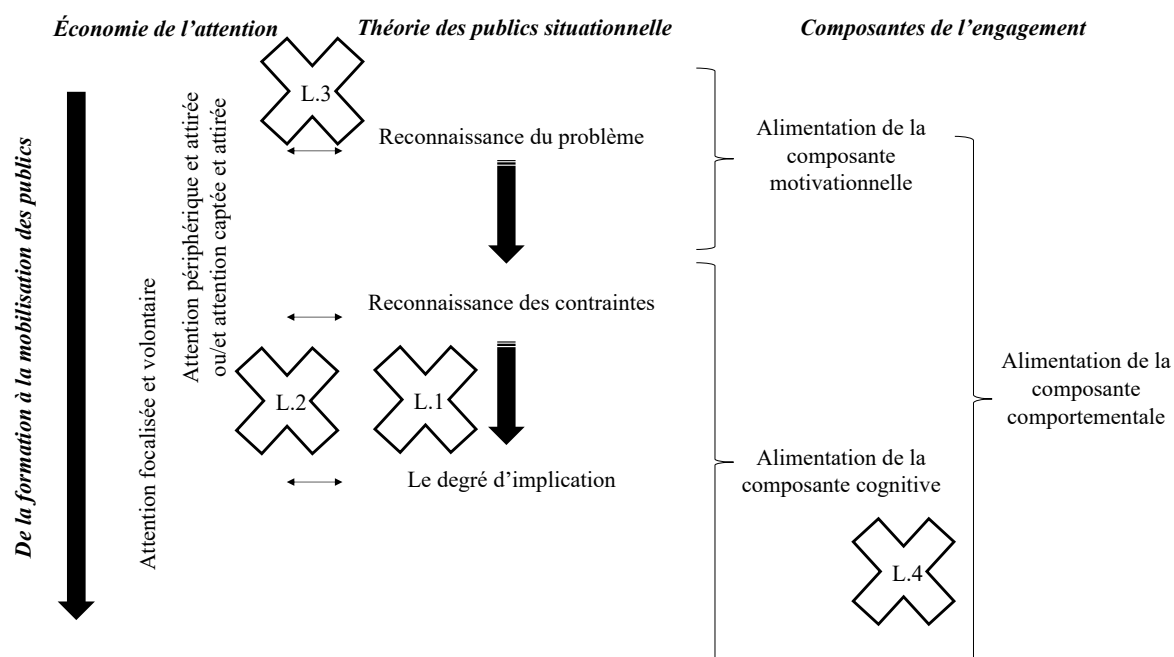 Économie de l’attention
Théorie des publics situationnelle
Composantes de l’engagement
De la formation à la mobilisation des publics
Attention focalisée et volontaire
Attention périphérique et attirée
ou/et attention captée et attirée
L.3
Reconnaissance du problème
Reconnaissance des contraintes
L.2
L.1
Le degré d’implication
Alimentation de la
composante
motivationnelle
Alimentation de la
composante cognitive
L.4
Alimentation de la
composante
comportementale